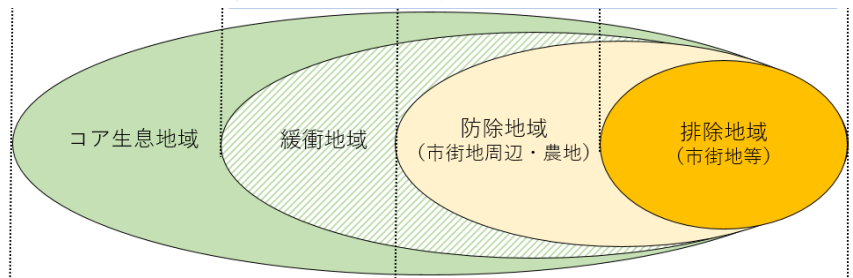 コア生息地域
緩衝地域
防除地域
（市街地周辺・農地）
排除地域
（市街地等）